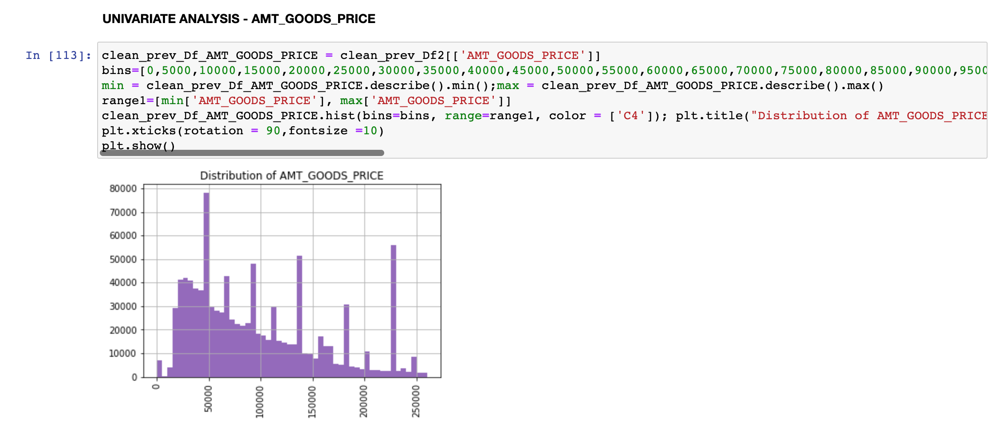 UNIVARIATE ANALYSIS - AMT_GOODS_PRICE
In [113]:
clean_prev_Df_AMT_GOODS_PRICE = clean_prev_Df2[['AMT_GOODS_PRICE']]
bins=[0,5000,10000,15000,20000,25000,30000,35000,40000,45000,50000,55000,60000,65000,70000,75000,80000,85000,90000,9500
min = clean_prev_Df_AMT_GOODS_PRICE.describe().min();max = clean_prev_Df_AMT_GOODS_PRICE.describe().max()
range1=[min['AMT_GOODS_PRICE'], max['AMT_GOODS_PRICE']]
clean_prev_Df_AMT_GOODS_PRICE.hist(bins=bins, range=range1, color = ['C4']); plt.title("Distribution of AMT_GOODS_PRICE
plt.xticks(rotation = 90,fontsize =10)
plt.show()
Distribution of AMT_GOODS_PRICE
80000
70000
60000
50000
40000
30000
20000
10000
0
0
50000
100000
150000
200000
250000